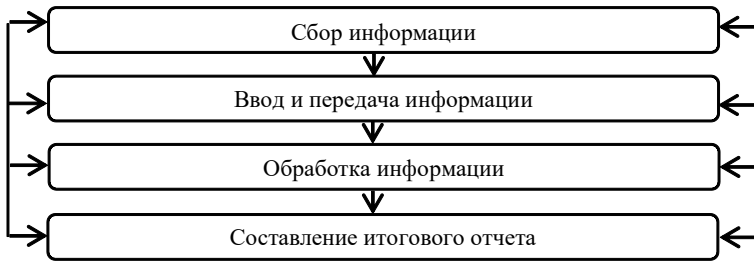 Сбор информации
Ввод и передача информации
Обработка информации
Составление итогового отчета